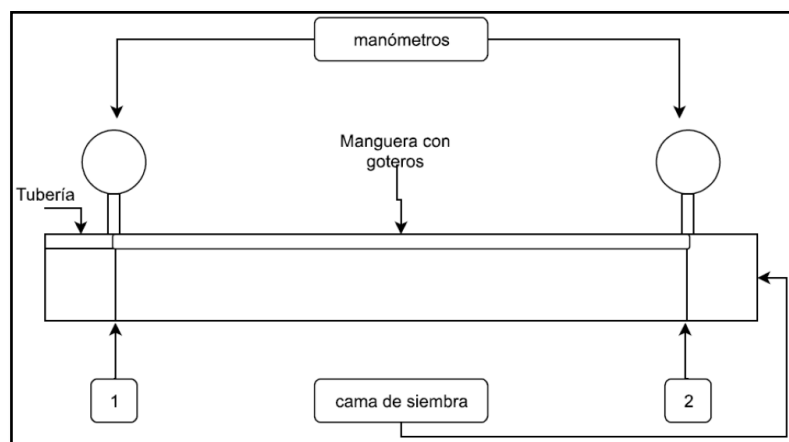 manómetros
Manguera con
goteros
Tubería
1
cama de siembra
2